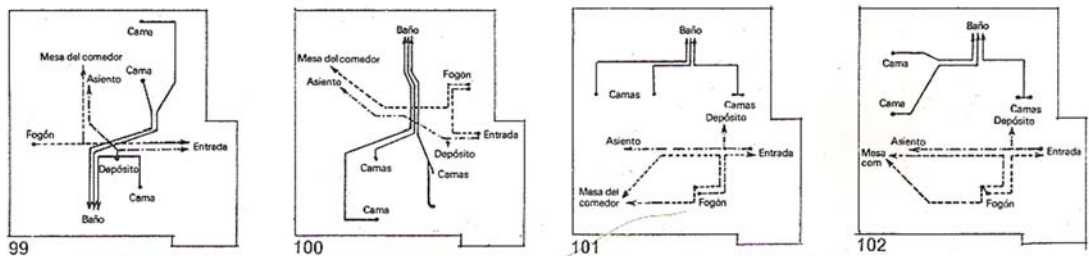 Cama
Mesa del comedor
Asiento
Cama
Fogón
Entrada
Depósito
Cama
Baño
99
Baño
Mesa del comedor
Asiento
Fogón
Entrada
Depósito
Camas
Camas
Cama
100
Baño
Camas
Camas
Depósito
Asiento
Entrada
Mesa del
comedor
Fogón
101
Baño
Cama
Cama
Camas
Depósito
Asiento
Mesa
com
Entrada
Fogón
102